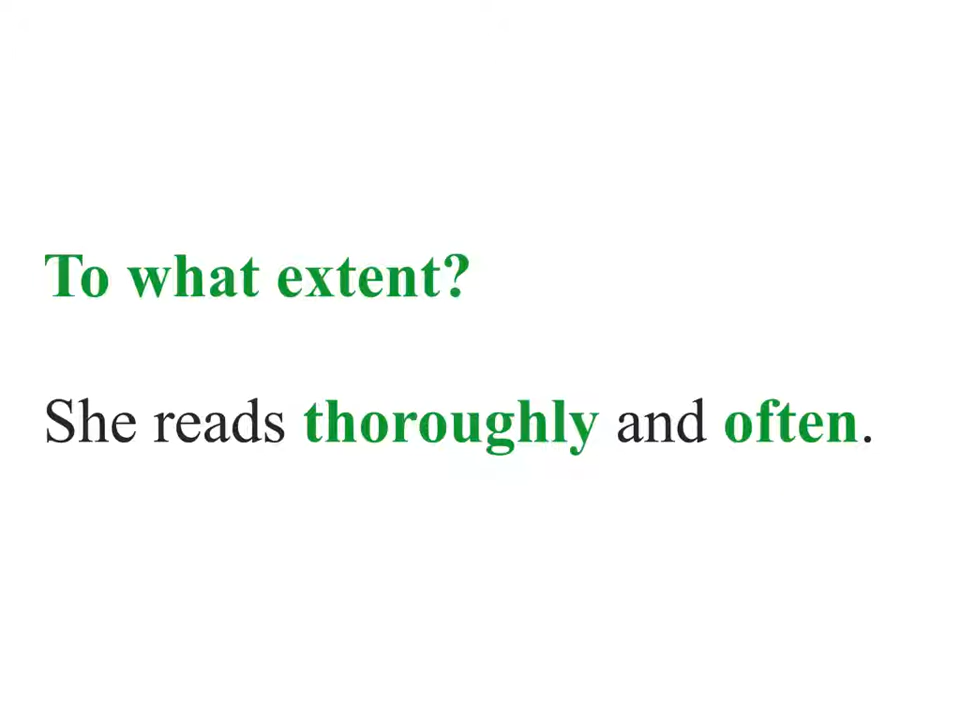 To what extent?
She reads thoroughly and often.